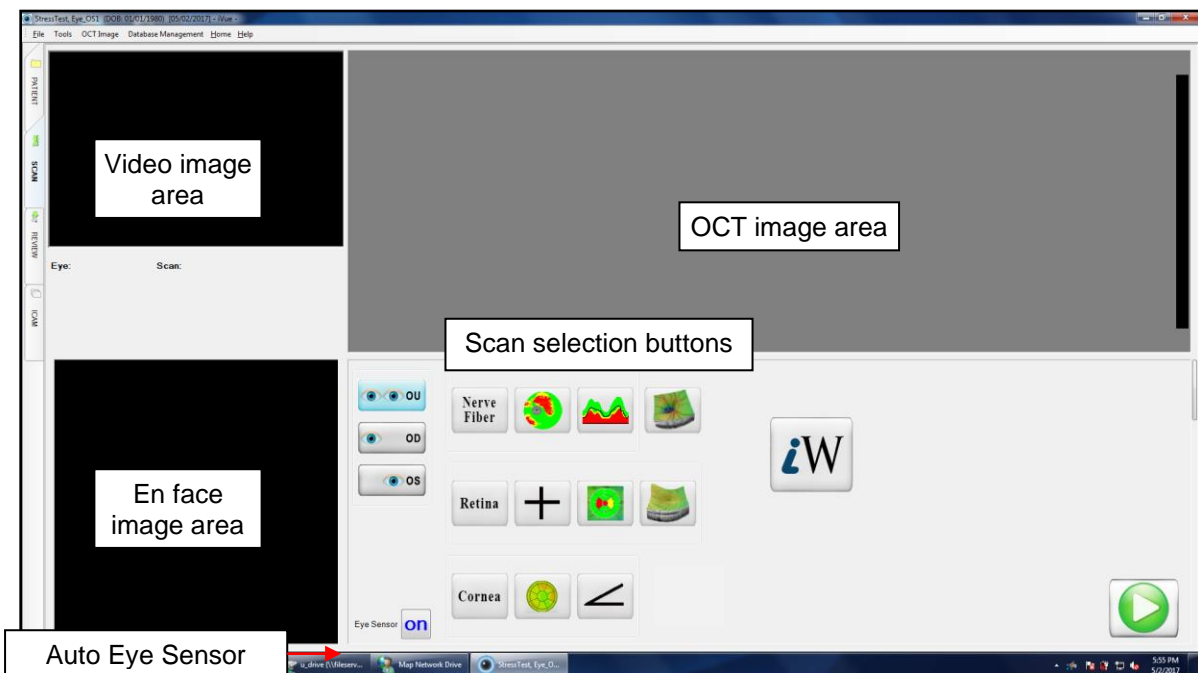 StressTest, Eye_OS1 (DOB: 01/01/1980) [05/02/2017] - iVue -
File Tools OCT Image Database Management Home Help
PATIENT
SCAN
REVIEW
ICAM
Video image
area
OCT image area
Eye: Scan:
Scan selection buttons
OU
OD
OS
Nerve
Fiber
iW
Retina
En face
image area
Cornea
Eye Sensor on
Auto Eye Sensor
u_drive (\\fileserv...
Map Network Drive
StressTest, Eye_O...
5:55 PM
5/2/2017